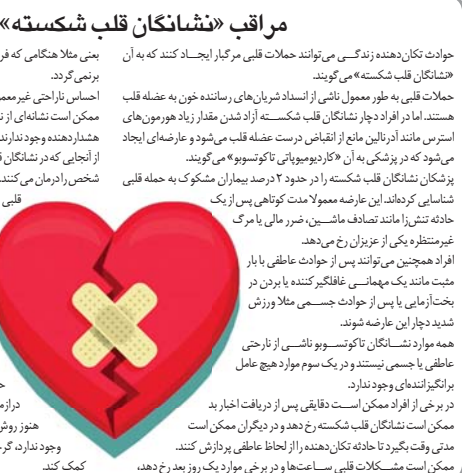 مراقب «نشانگان قلب شکسته»
حوادث تکان‌دهنده زندگی می‌توانند حملات قلبی مرگبار ایجاد کنند که به آن
«نشانگان قلب شکسته» می‌گویند.
حملات قلبی به طور معمول ناشی از انسداد شریان‌های رساننده خون به عضله قلب
هستند. اما در افراد دچار نشانگان قلب شکسته آزاد شدن مقدار زیاد هورمون‌های
استرس مانند آدرنالین مانع از انقباض درست عضله قلب می‌شود و عارضه‌ای ایجاد
می‌شود که در پزشکی به آن «کاردیومیوپاتی تاکوتسوبو» می‌گویند.
پزشکان نشانگان قلب شکسته را در حدود ۲درصد بیماران مشکوک به حمله قلبی
شناسایی کرده‌اند. این عارضه معمولا مدت کوتاهی پس از یک
حادثه تنش‌زا مانند تصادف ماشین، ضرر مالی یا مرگ
غیرمنتظره یکی از عزیزان رخ می‌دهد.
افراد همچنین می‌توانند پس از حوادث عاطفی با بار
مثبت مانند یک مهمانی غافلگیر کننده یا بردن در
بخت‌آزمایی یا پس از حوادث جسمی مثلا ورزش
شدید دچار این عارضه شوند.
همه موارد نشانگان تاکوتسوبو ناشی از ناراحتی
عاطفی یا جسمی نیستند و در یک سوم موارد هیچ عامل
برانگیزاننده‌ای وجود ندارد.
در برخی از افراد ممکن است دقایقی پس از دریافت اخبار بد
ممکن است نشانگان قلب شکسته رخ دهد و در دیگران ممکن است
مدتی وقت بگیرد تا حادثه تکان‌دهنده را از لحاظ عاطفی پردازش کنند.
ممکن است مشکلات قلبی ساعت‌ها و در برخی موارد یک روز بعد رخ دهد،
یعنی مثلا هنگامی که فر
برنمی‌گردد.
احساس ناراحتی غیرمعمو
ممکن است نشانه‌ای از ن
هشداردهنده وجود ندارند
از آنجایی که در نشانگان ق
شخص را درمان می‌کنند.
قلبی
درازم
هنوز روش
وجود ندارد، گرچ
کمک کند.